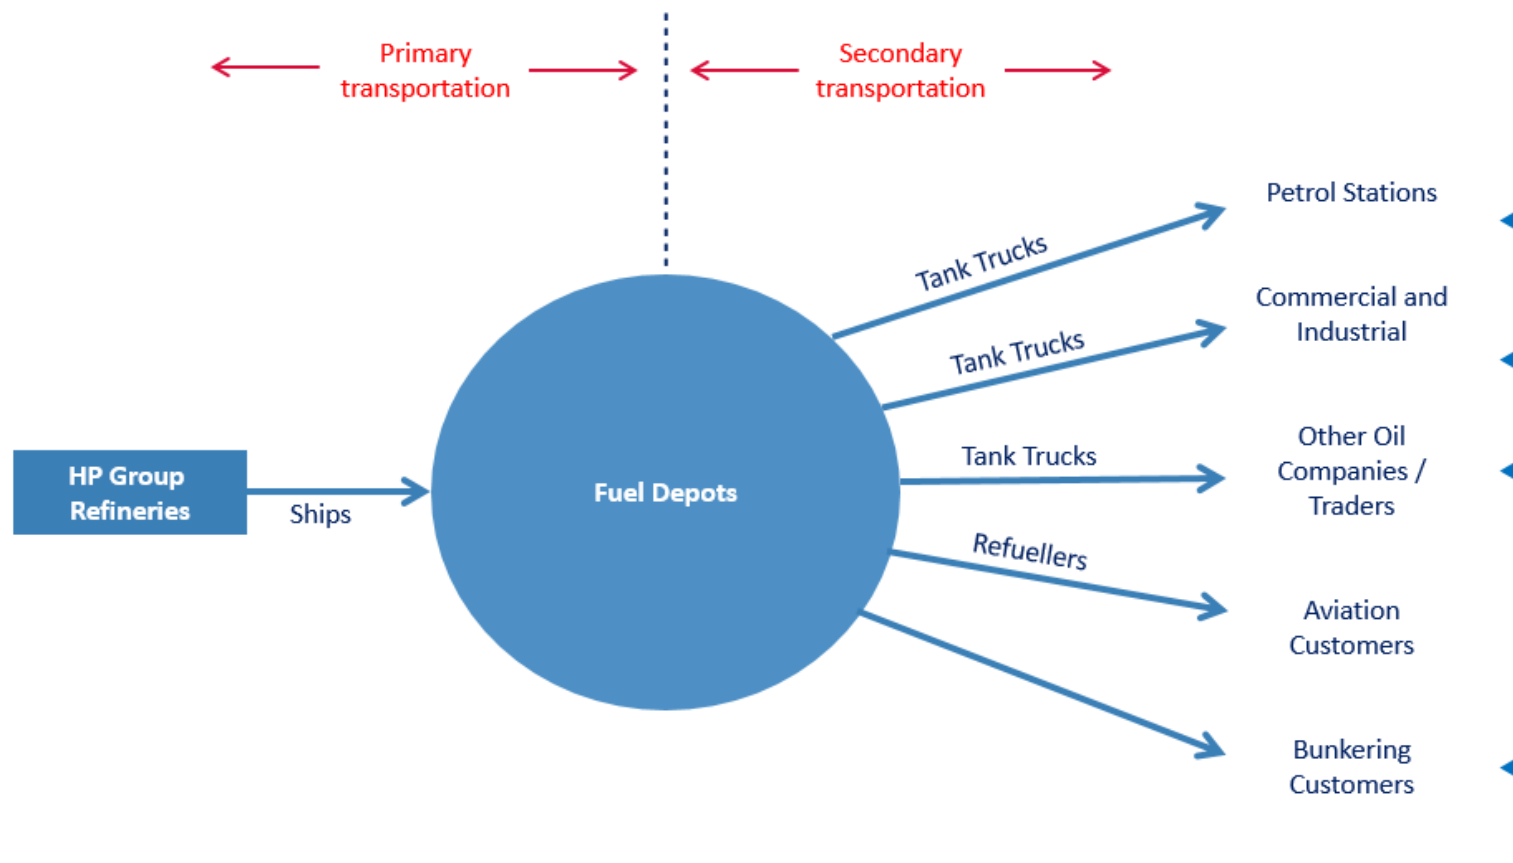 Primary
transportation
Secondary
transportation
Petrol Stations
Tank Trucks
Commercial and
Industrial
Tank Trucks
Other Oil
Companies /
Traders
Tank Trucks
HP Group
Refineries
Ships
Fuel Depots
Refuellers
Aviation
Customers
Bunkering
Customers